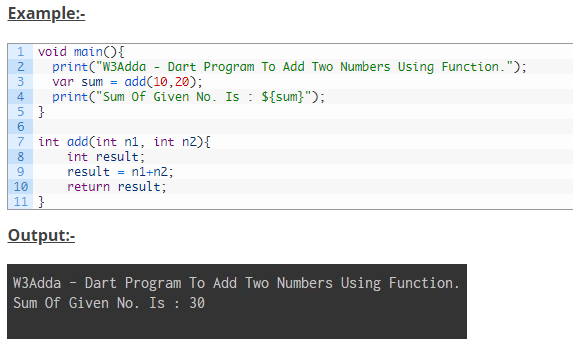 Example:-
1 void main(){
2   print("W3Adda - Dart Program To Add Two Numbers Using Function.");
3   var sum = add(10,20);
4   print("Sum Of Given No. Is : ${sum}");
5 }
6
7 int add(int n1, int n2){
8     int result;
9     result = n1+n2;
10     return result;
11 }
Output:-
W3Adda - Dart Program To Add Two Numbers Using Function.
Sum Of Given No. Is : 30